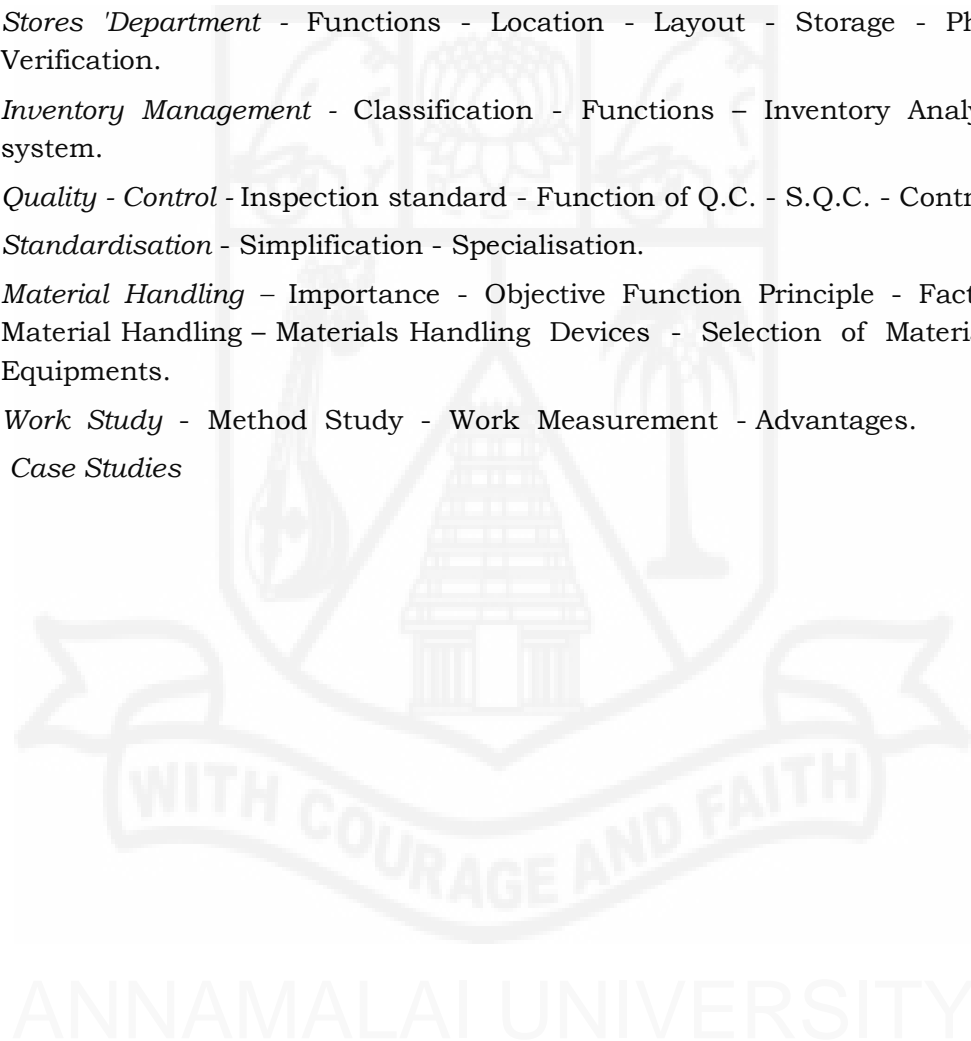 Stores 'Department - Functions - Location - Layout - Storage - Ph
Verification.
Inventory Management - Classification - Functions – Inventory Analy
system.
Quality - Control - Inspection standard - Function of Q.C. - S.Q.C. - Contr
Standardisation - Simplification - Specialisation.
Material Handling – Importance - Objective Function Principle - Fact
Material Handling – Materials Handling Devices - Selection of Materia
Equipments.
Work Study - Method Study - Work Measurement - Advantages.
Case Studies
WITH COURAGE AND FAITH
ANNAMALAI UNIVERSITY